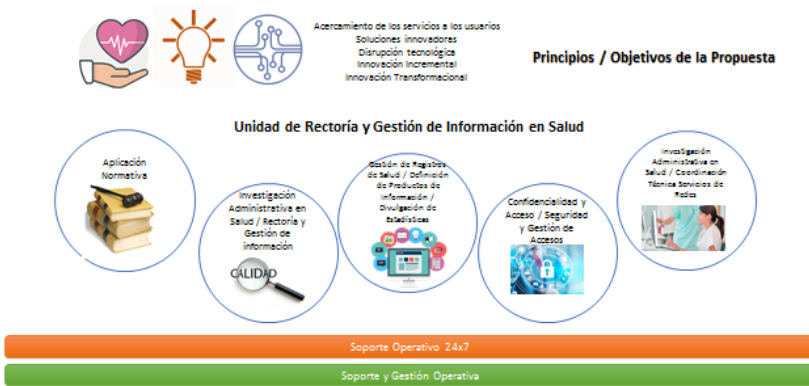 Acercamiento de los servicios a los usuarios
Soluciones innovadoras
Disrupción tecnológica
Innovación Incremental
Innovación Transformacional
Principios / Objetivos de la Propuesta
Unidad de Rectoría y Gestión de Información en Salud
Aplicación
Normativa
Investigación
Administrativa en
Salud / Rectoría y
Gestión de
información
CALIDAD
Gestión de Registros
de Salud / Definición
de Productos de
Información /
Divulgación de
Estadísticas
Confidencialidad y
Acceso / Seguridad
y Gestión de
Accesos
Investigación
Administrativa en
Salud / Coordinación
Técnica Servicios de
Redes
Soporte Operativo 24x7
Soporte y Gestión Operativa